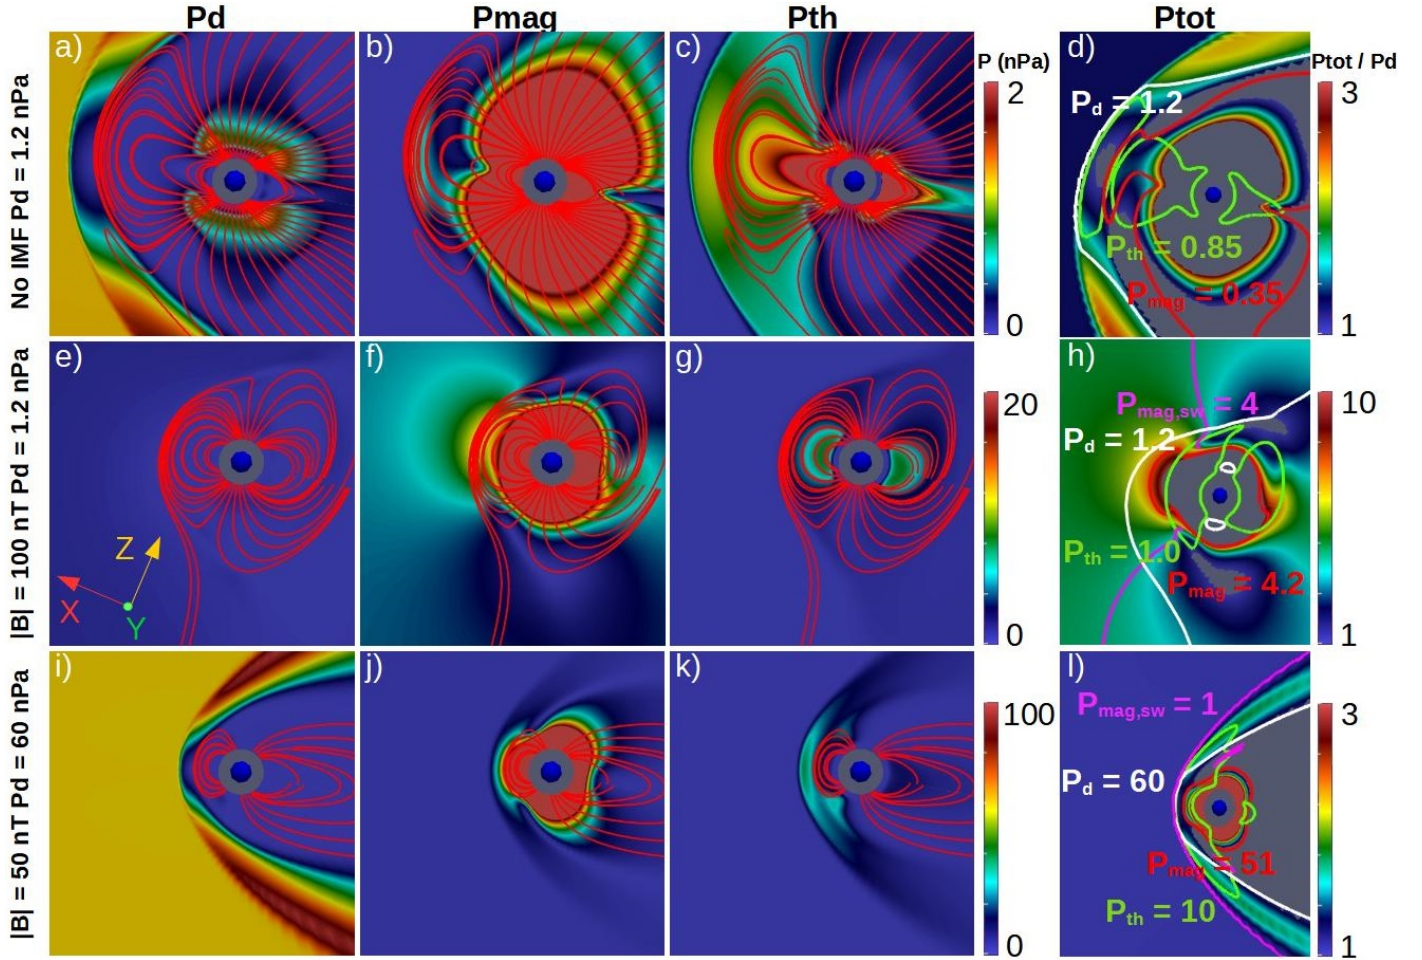 Pd Pmag Pth Ptot
No IMF Pd = 1.2 nPa
a) b) c) d)
P (nPa) Ptot / Pd
2
0
3
1
Pd = 1.2
Pth = 0.85
Pmag = 0.35
|B| = 100 nT Pd = 1.2 nPa
e) f) g) h)
Z
X
Y
20
0
10
1
Pmag,sw = 4
Pd = 1.2
Pth = 1.0
Pmag = 4.2
|B| = 50 nT Pd = 60 nPa
i) j) k) l)
100
0
3
1
Pmag,sw = 1
Pd = 60
Pmag = 51
Pth = 10